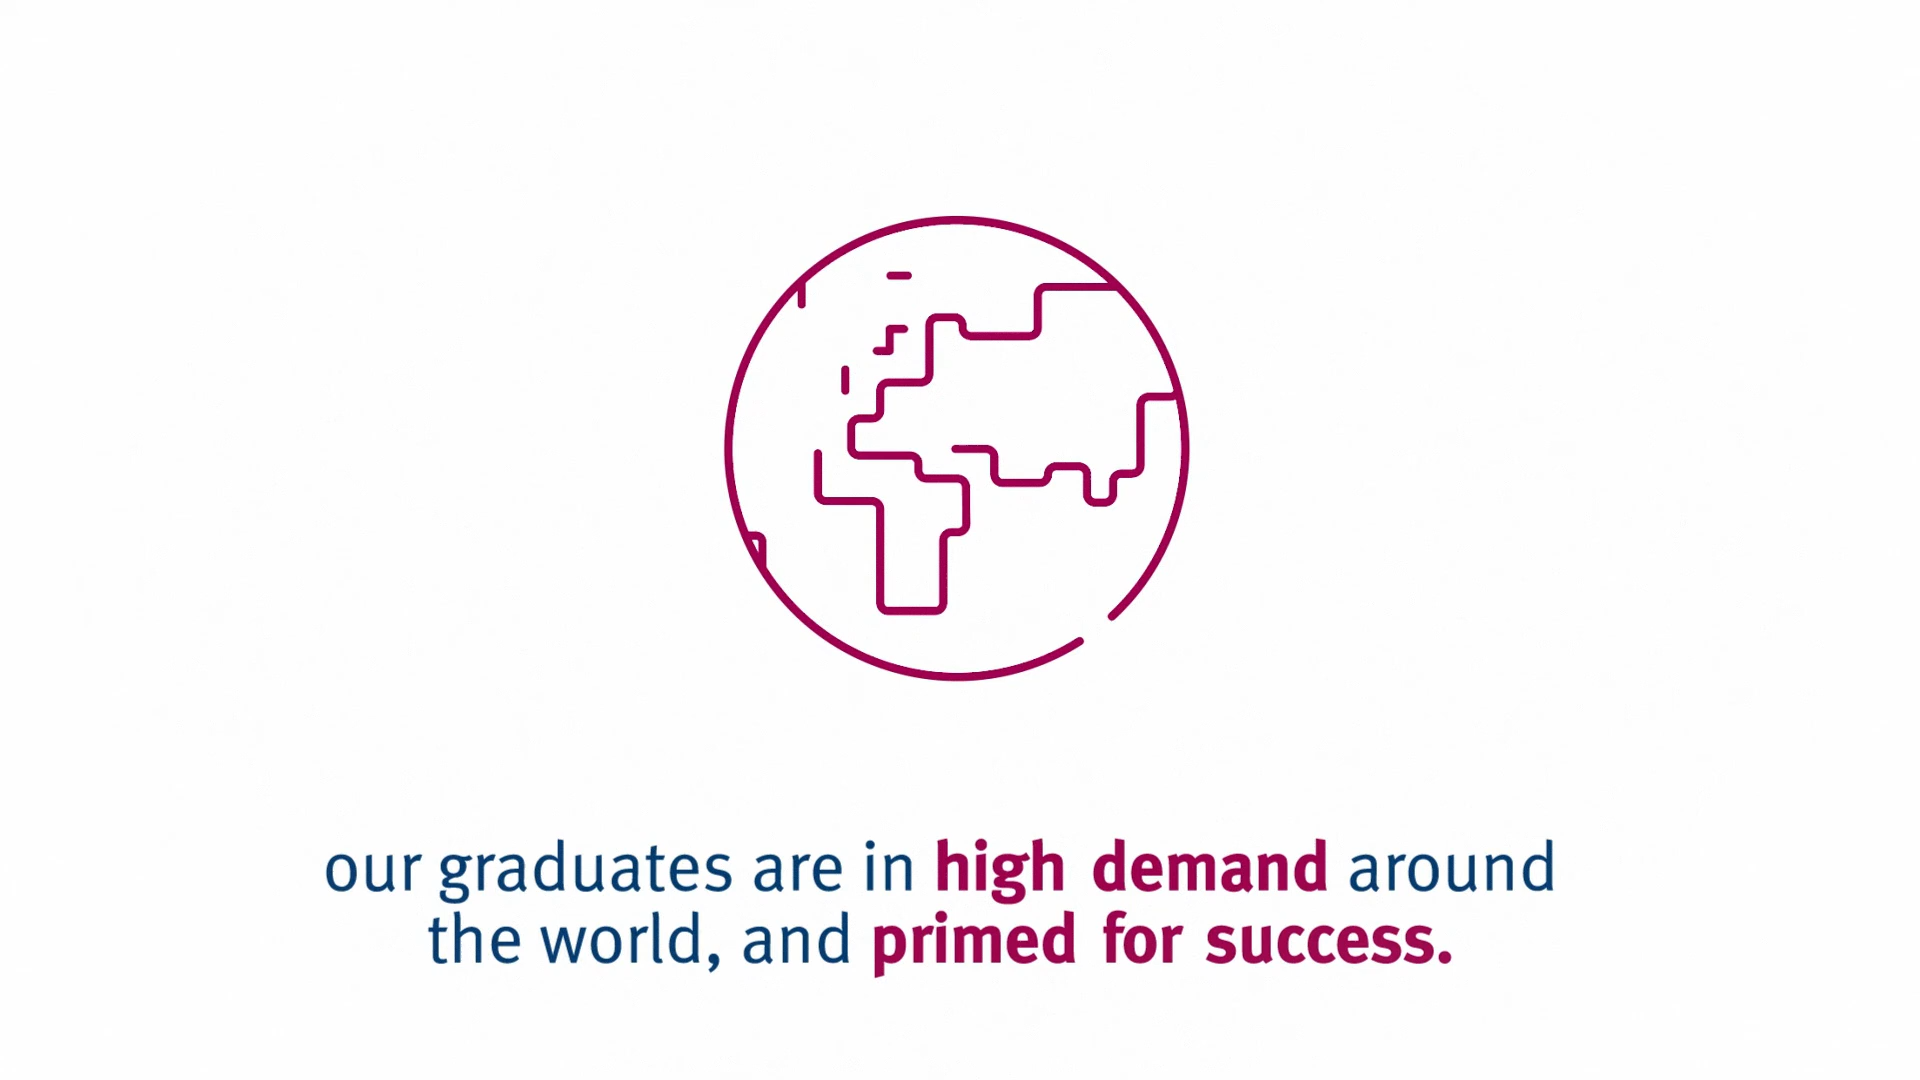 our graduates are in high demand around
the world, and primed for success.